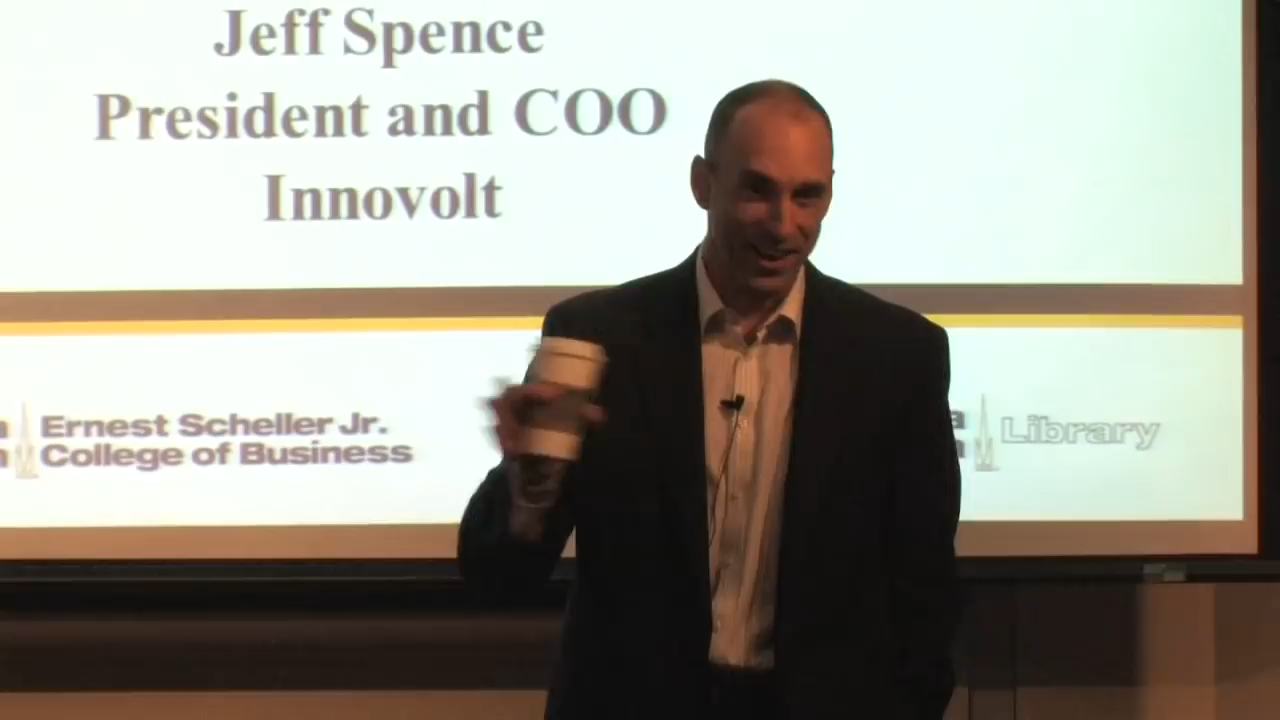 Jeff Spence
President and COO
Innovolt
Ernest Scheller Jr.
College of Business
Library